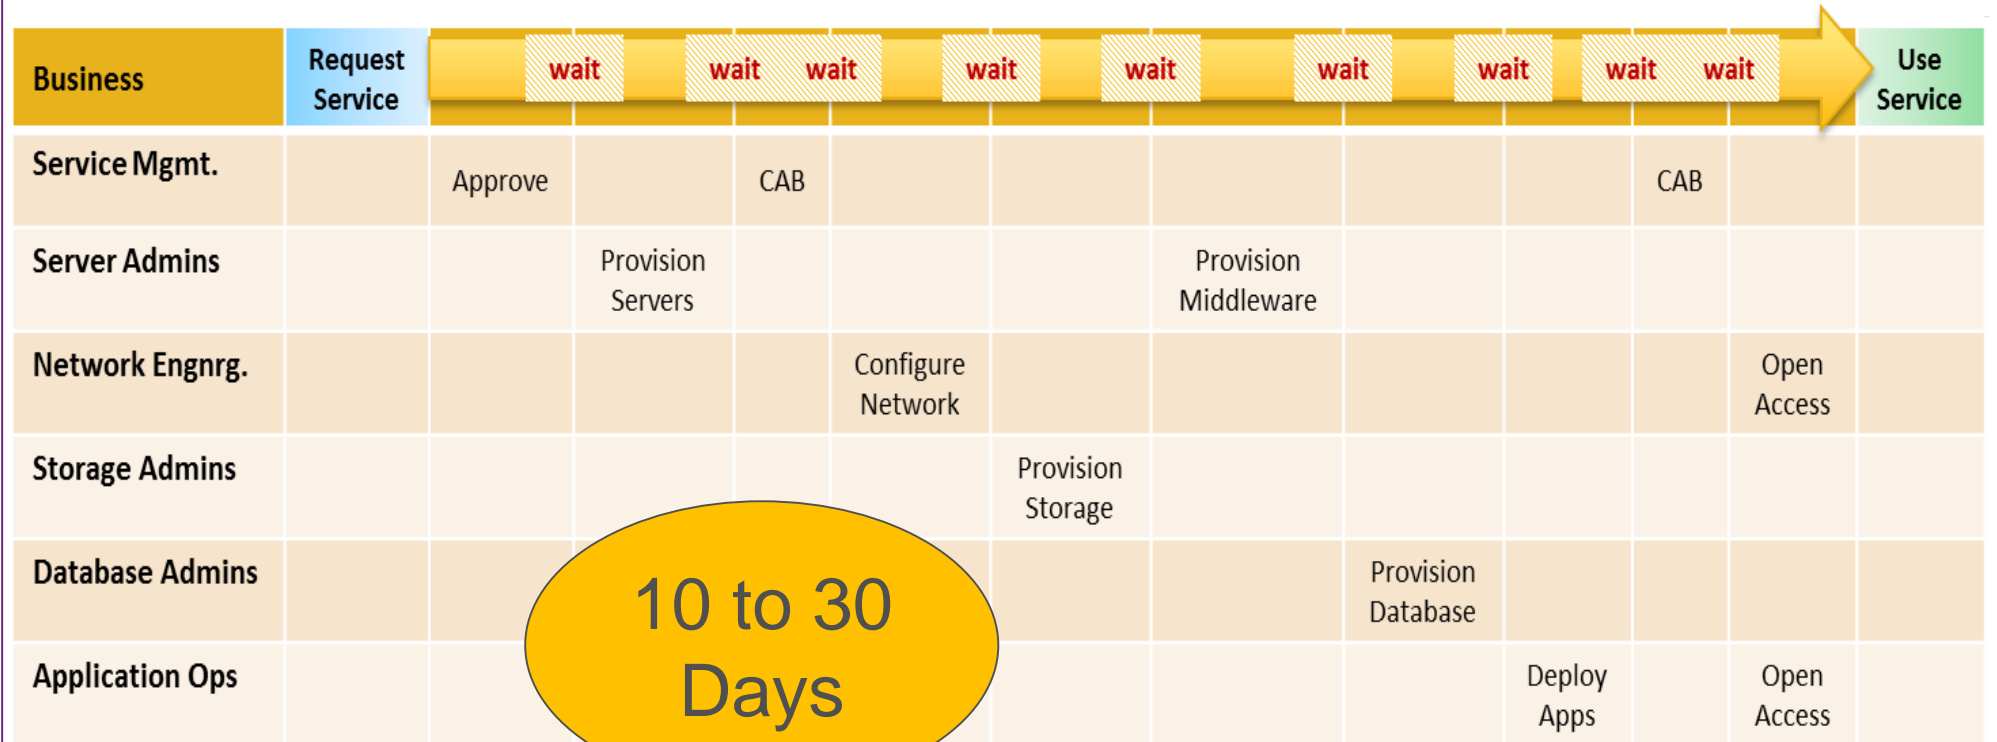 Business
Request
Service
wait
wait
wait
wait
wait
wait
wait
wait
wait
Use
Service
Service Mgmt.
Approve
CAB
CAB
Server Admins
Provision
Servers
Provision
Middleware
Network Engnrg.
Configure
Network
Open
Access
Storage Admins
Provision
Storage
Database Admins
Provision
Database
Application Ops
Deploy
Apps
Open
Access
10 to 30
Days